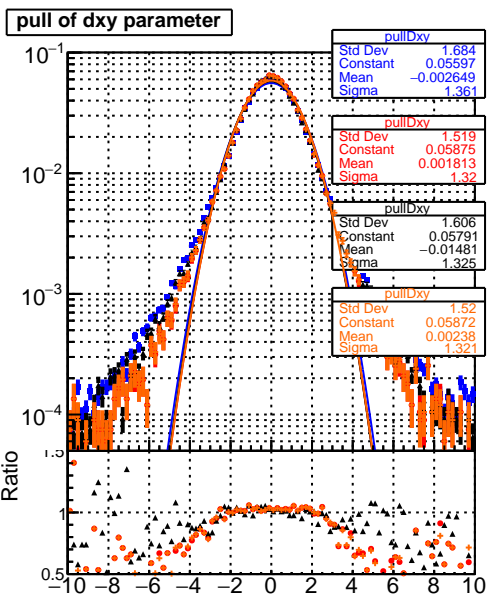 pull of dxy parameter
pullDxy
Std Dev 1.684
Constant 0.05597
Mean −0.002649
Sigma 1.361
pullDxy
Std Dev 1.519
Constant 0.05875
Mean 0.001813
Sigma 1.32
pullDxy
Std Dev 1.606
Constant 0.05791
Mean −0.01481
Sigma 1.325
pullDxy
Std Dev 1.52
Constant 0.05872
Mean 0.00238
Sigma 1.321
10⁻¹
10⁻²
10⁻³
10⁻⁴
Ratio
1.5
1
0.5
−10 −8 −6 −4 −2 0 2 4 6 8 10